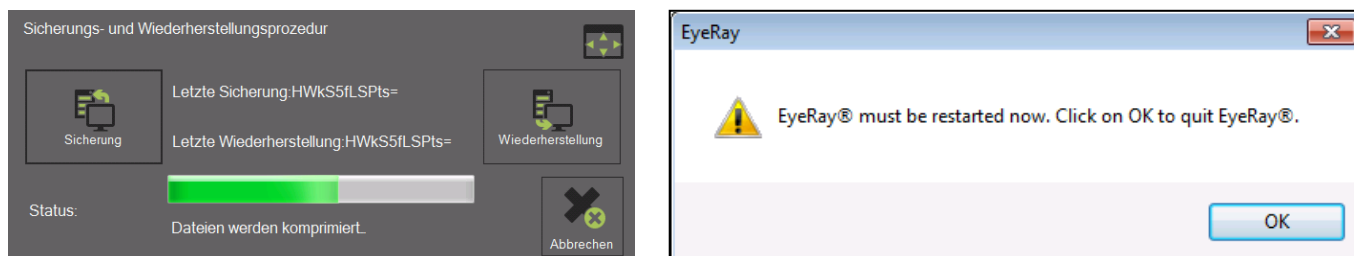 Sicherungs- und Wiederherstellungsprozedur
Letzte Sicherung:HWkS5fLSPts=
Sicherung
Letzte Wiederherstellung:HWkS5fLSPts=
Wiederherstellung
Status:
Dateien werden komprimiert..
Abbrechen
EyeRay
EyeRay® must be restarted now. Click on OK to quit EyeRay®.
OK